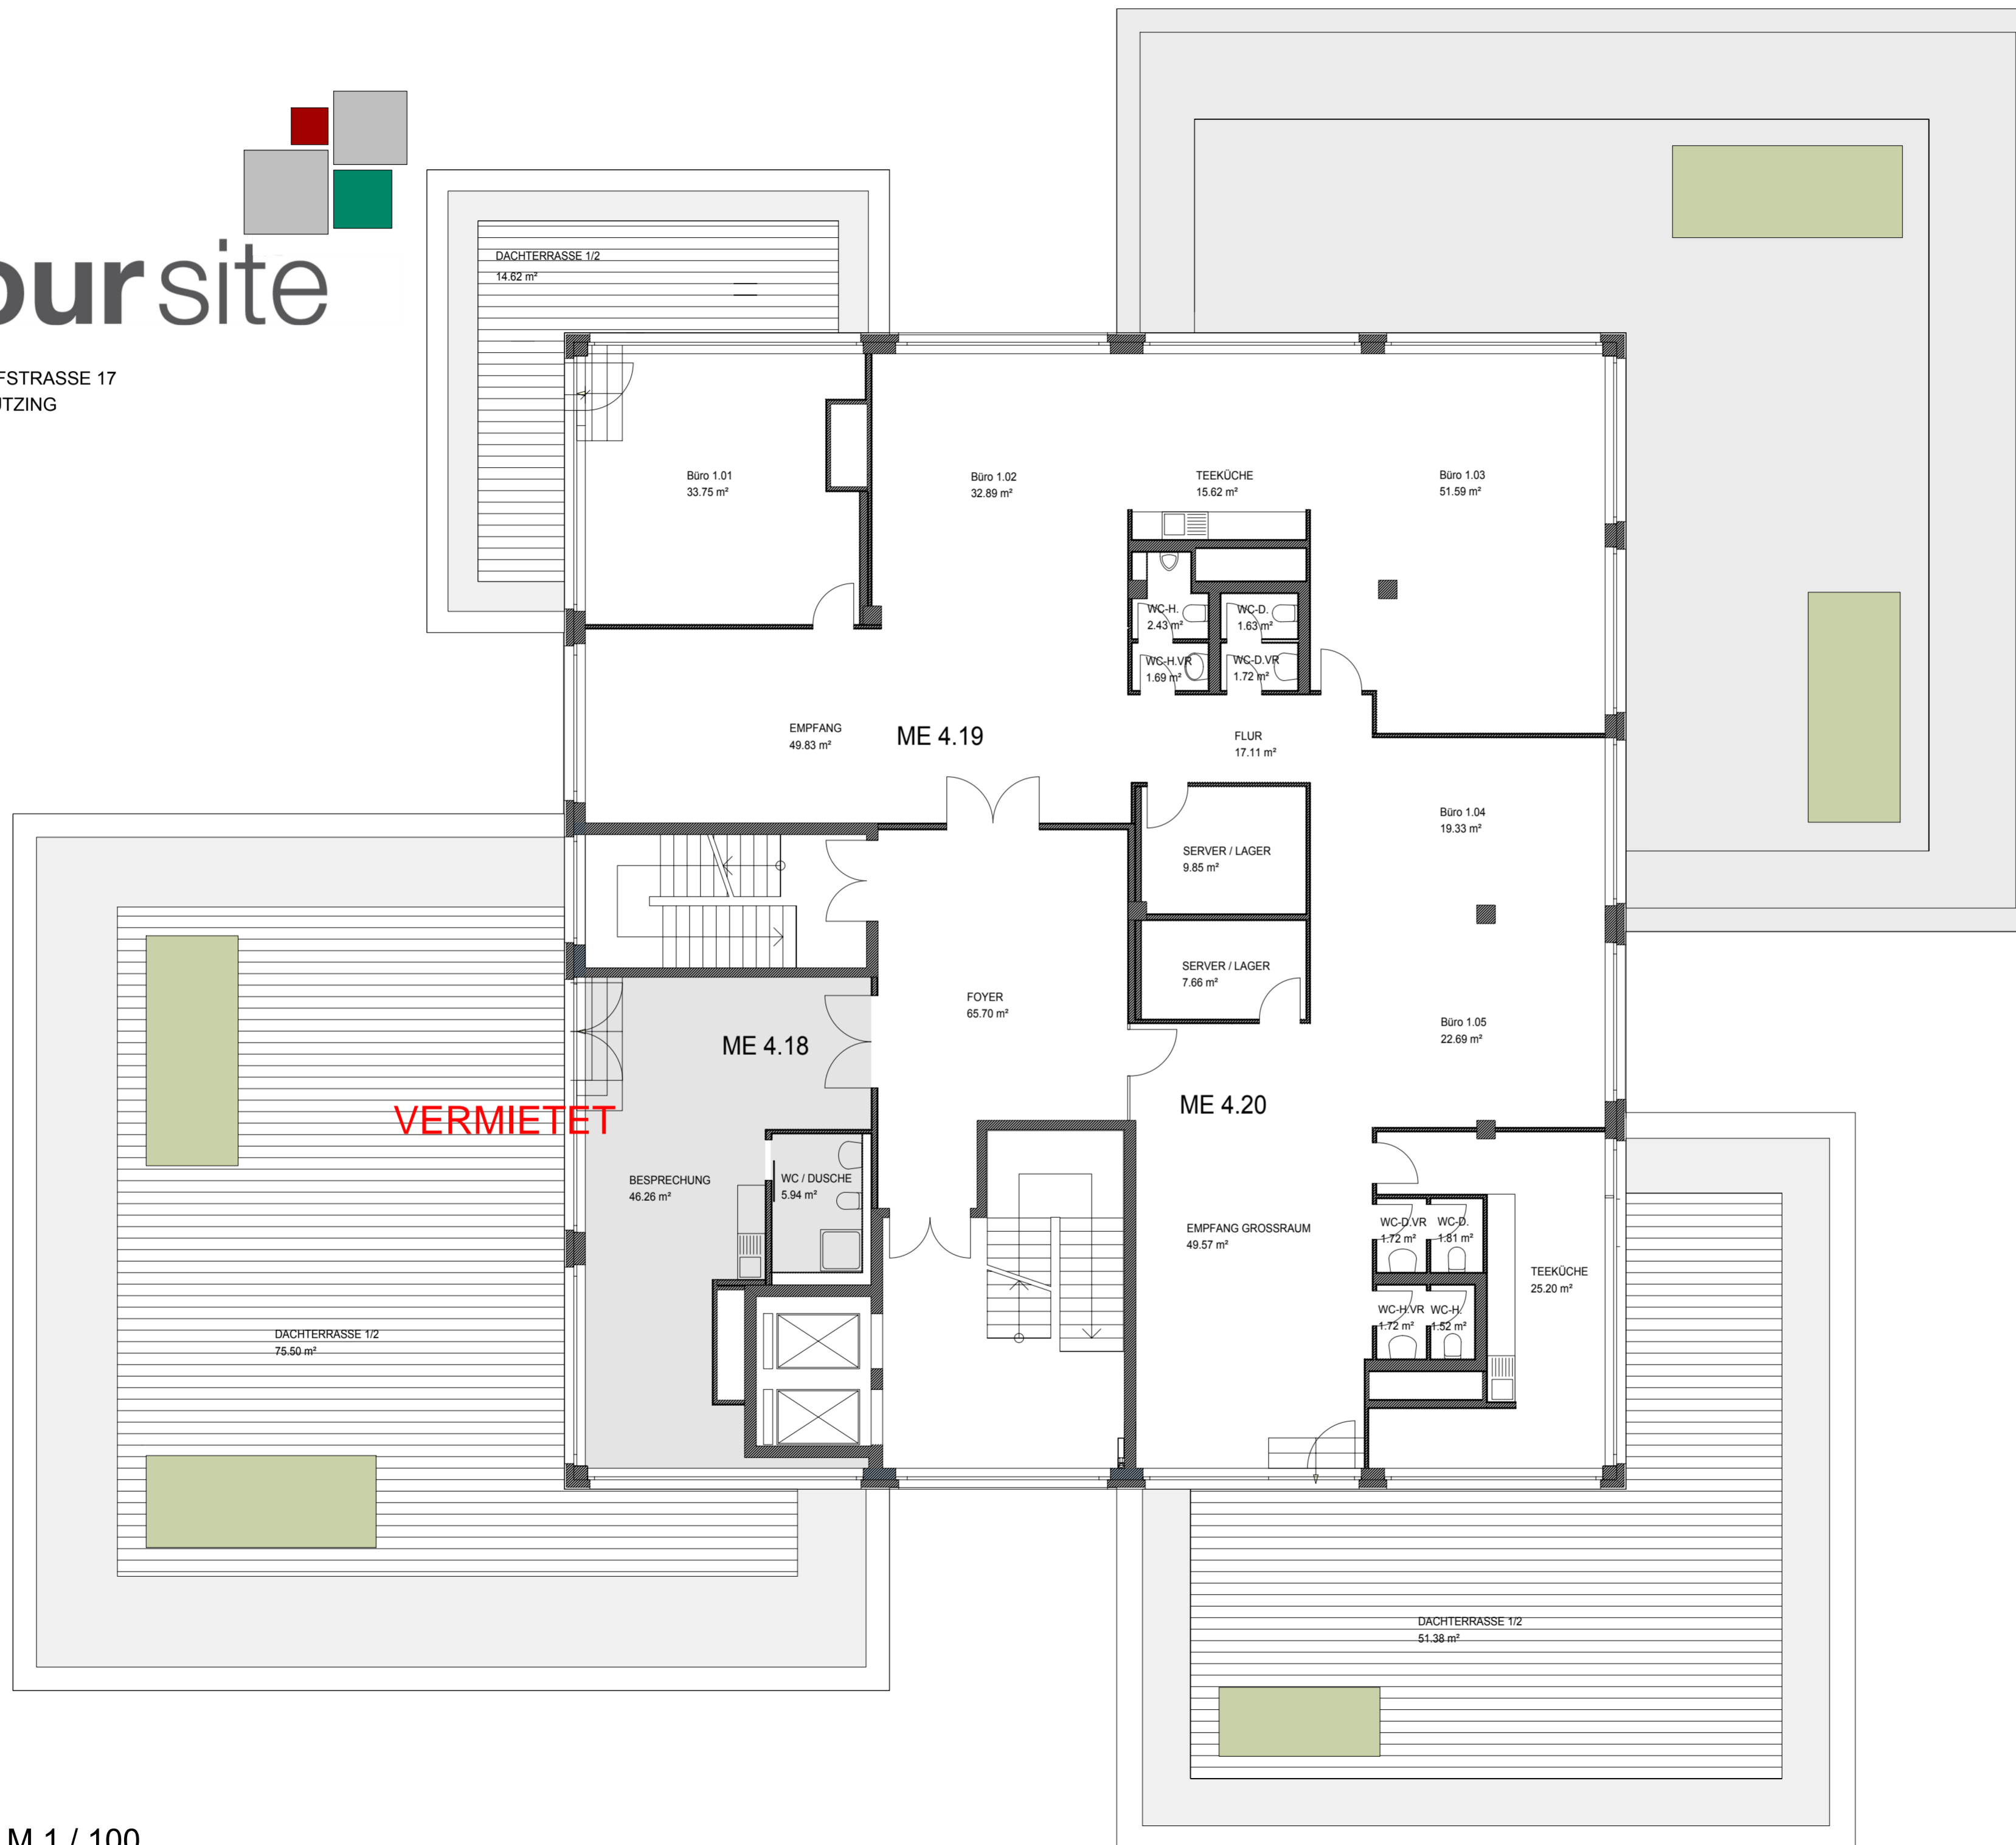 oursite
FSTRASSE 17
TZING
DACHTERRASSE 1/2
14.62 m²
Büro 1.01
33.75 m²
Büro 1.02
32.89 m²
TEEKÜCHE
15.62 m²
Büro 1.03
51.59 m²
WC-H.
2.43 m²
WC-D.
1.63 m²
WC-H.VR
1.69 m²
WC-D.VR
1.72 m²
EMPFANG
49.83 m²
ME 4.19
FLUR
17.11 m²
Büro 1.04
19.33 m²
SERVER / LAGER
9.85 m²
SERVER / LAGER
7.66 m²
FOYER
65.70 m²
Büro 1.05
22.69 m²
ME 4.18
VERMIETET
ME 4.20
BESPRECHUNG
46.26 m²
WC / DUSCHE
5.94 m²
EMPFANG GROSSRAUM
49.57 m²
WC-D.VR
1.72 m²
WC-D.
1.81 m²
TEEKÜCHE
25.20 m²
WC-H.VR
1.72 m²
WC-H.
1.52 m²
DACHTERRASSE 1/2
75.50 m²
DACHTERRASSE 1/2
51.38 m²
M 1 / 100